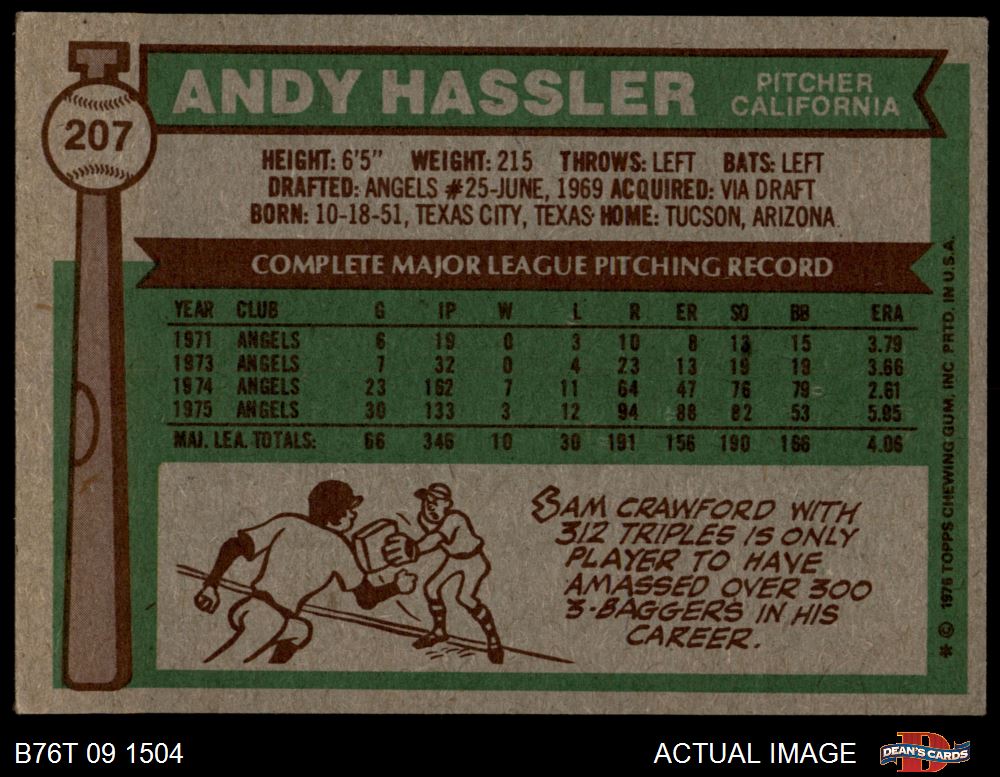 207
ANDY HASSLER
PITCHER
CALIFORNIA
HEIGHT: 6'5" WEIGHT: 215 THROWS: LEFT BATS: LEFT
DRAFTED: ANGELS #25-JUNE, 1969 ACQUIRED: VIA DRAFT
BORN: 10-18-51, TEXAS CITY, TEXAS HOME: TUCSON, ARIZONA
COMPLETE MAJOR LEAGUE PITCHING RECORD
YEAR CLUB G IP W L R ER SO BB ERA
1971 ANGELS 6 19 0 3 10 8 13 15 3.79
1973 ANGELS 7 32 0 4 23 13 19 19 3.66
1974 ANGELS 23 162 7 11 64 47 76 79 2.61
1975 ANGELS 30 133 3 12 94 88 82 53 5.95
MAJ. LEA. TOTALS: 66 346 10 30 191 156 190 166 4.06
SAM CRAWFORD WITH
312 TRIPLES IS ONLY
PLAYER TO HAVE
AMASSED OVER 300
3-BAGGERS IN HIS
CAREER.
* © 1976 TOPPS CHEWING GUM, INC. PRTD. IN U.S.A.
B76T 09 1504
ACTUAL IMAGE
DEAN'S CARDS